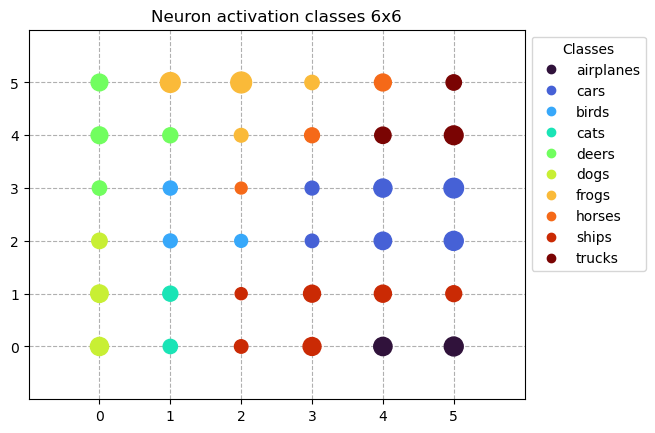 Neuron activation classes 6x6
5
4
3
2
1
0
0 1 2 3 4 5
Classes
airplanes
cars
birds
cats
deers
dogs
frogs
horses
ships
trucks